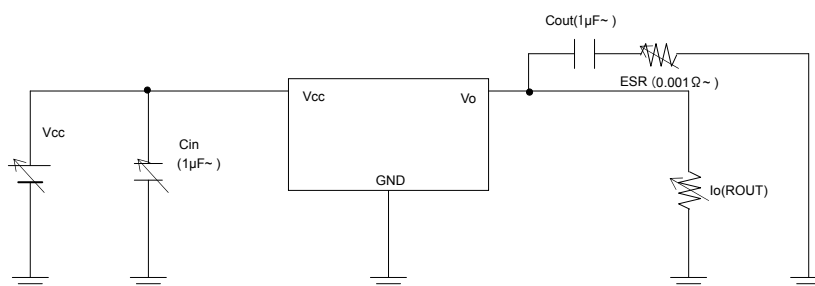 Cout(1µF~ )
ESR (0.001Ω~ )
Vcc
Vo
Vcc
Cin
(1µF~ )
GND
Io(ROUT)